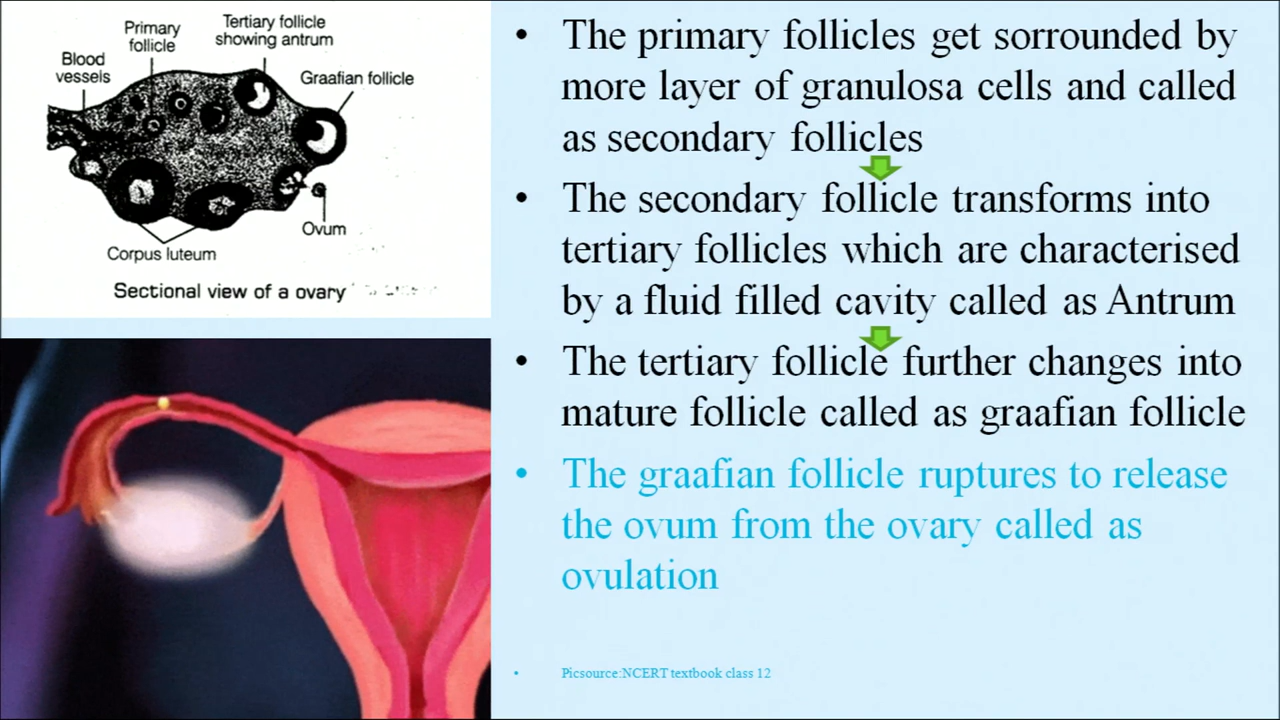 Primary
follicle
Tertiary follicle
showing antrum
Blood
vessels
Graafian follicle
Ovum
Corpus luteum
Sectional view of a ovary
• The primary follicles get sorrounded by
more layer of granulosa cells and called
as secondary follicles
• The secondary follicle transforms into
tertiary follicles which are characterised
by a fluid filled cavity called as Antrum
• The tertiary follicle further changes into
mature follicle called as graafian follicle
• The graafian follicle ruptures to release
the ovum from the ovary called as
ovulation
• Picsource:NCERT textbook class 12